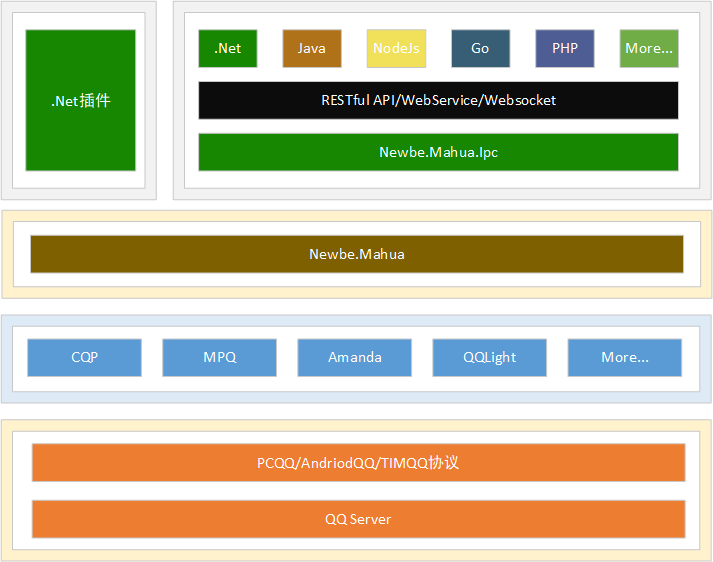 .Net插件
.Net
Java
NodeJs
Go
PHP
More...
RESTful API/WebService/Websocket
Newbe.Mahua.Ipc
Newbe.Mahua
CQP
MPQ
Amanda
QQLight
More...
PCQQ/AndriodQQ/TIMQQ协议
QQ Server